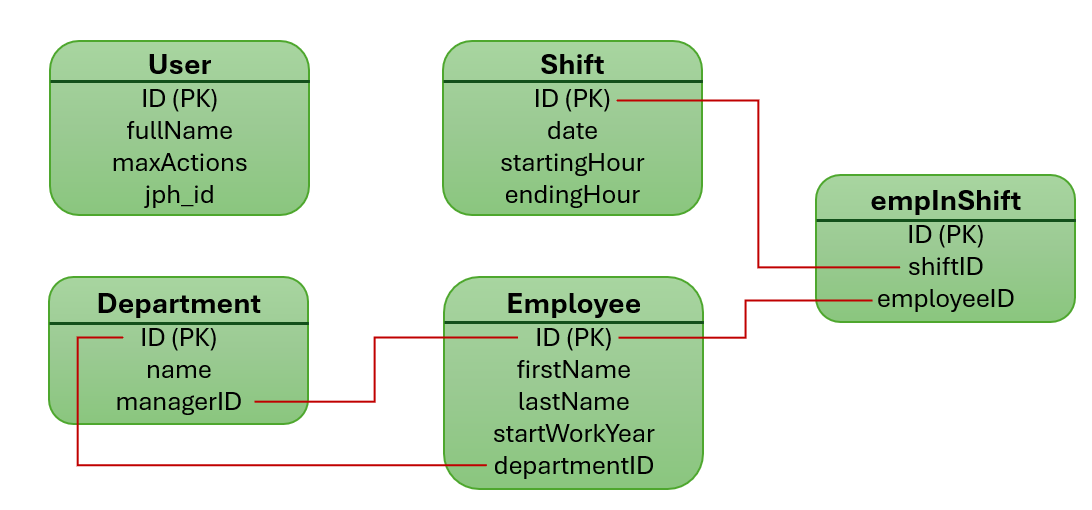 User
ID (PK)
fullName
maxActions
jph_id
Shift
ID (PK)
date
startingHour
endingHour
empInShift
ID (PK)
shiftID
employeeID
Department
ID (PK)
name
managerID
Employee
ID (PK)
firstName
lastName
startWorkYear
departmentID